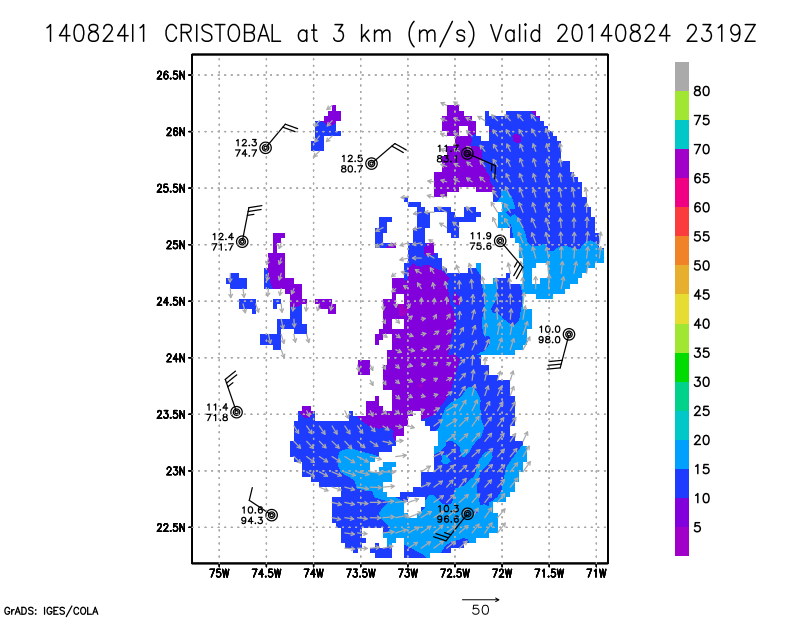 140824I1 CRISTOBAL at 3 km (m/s) Valid 20140824 2319Z
26.5N
26N
25.5N
25N
24.5N
24N
23.5N
23N
22.5N
75W 74.5W 74W 73.5W 73W 72.5W 72W 71.5W 71W
12.3
74.7
12.5
80.7
11.7
83.1
12.4
71.7
11.9
75.6
10.0
98.0
11.4
71.8
10.6
94.3
10.3
96.6
80
75
70
65
60
55
50
45
40
35
30
25
20
15
10
5
50
GrADS: IGES/COLA